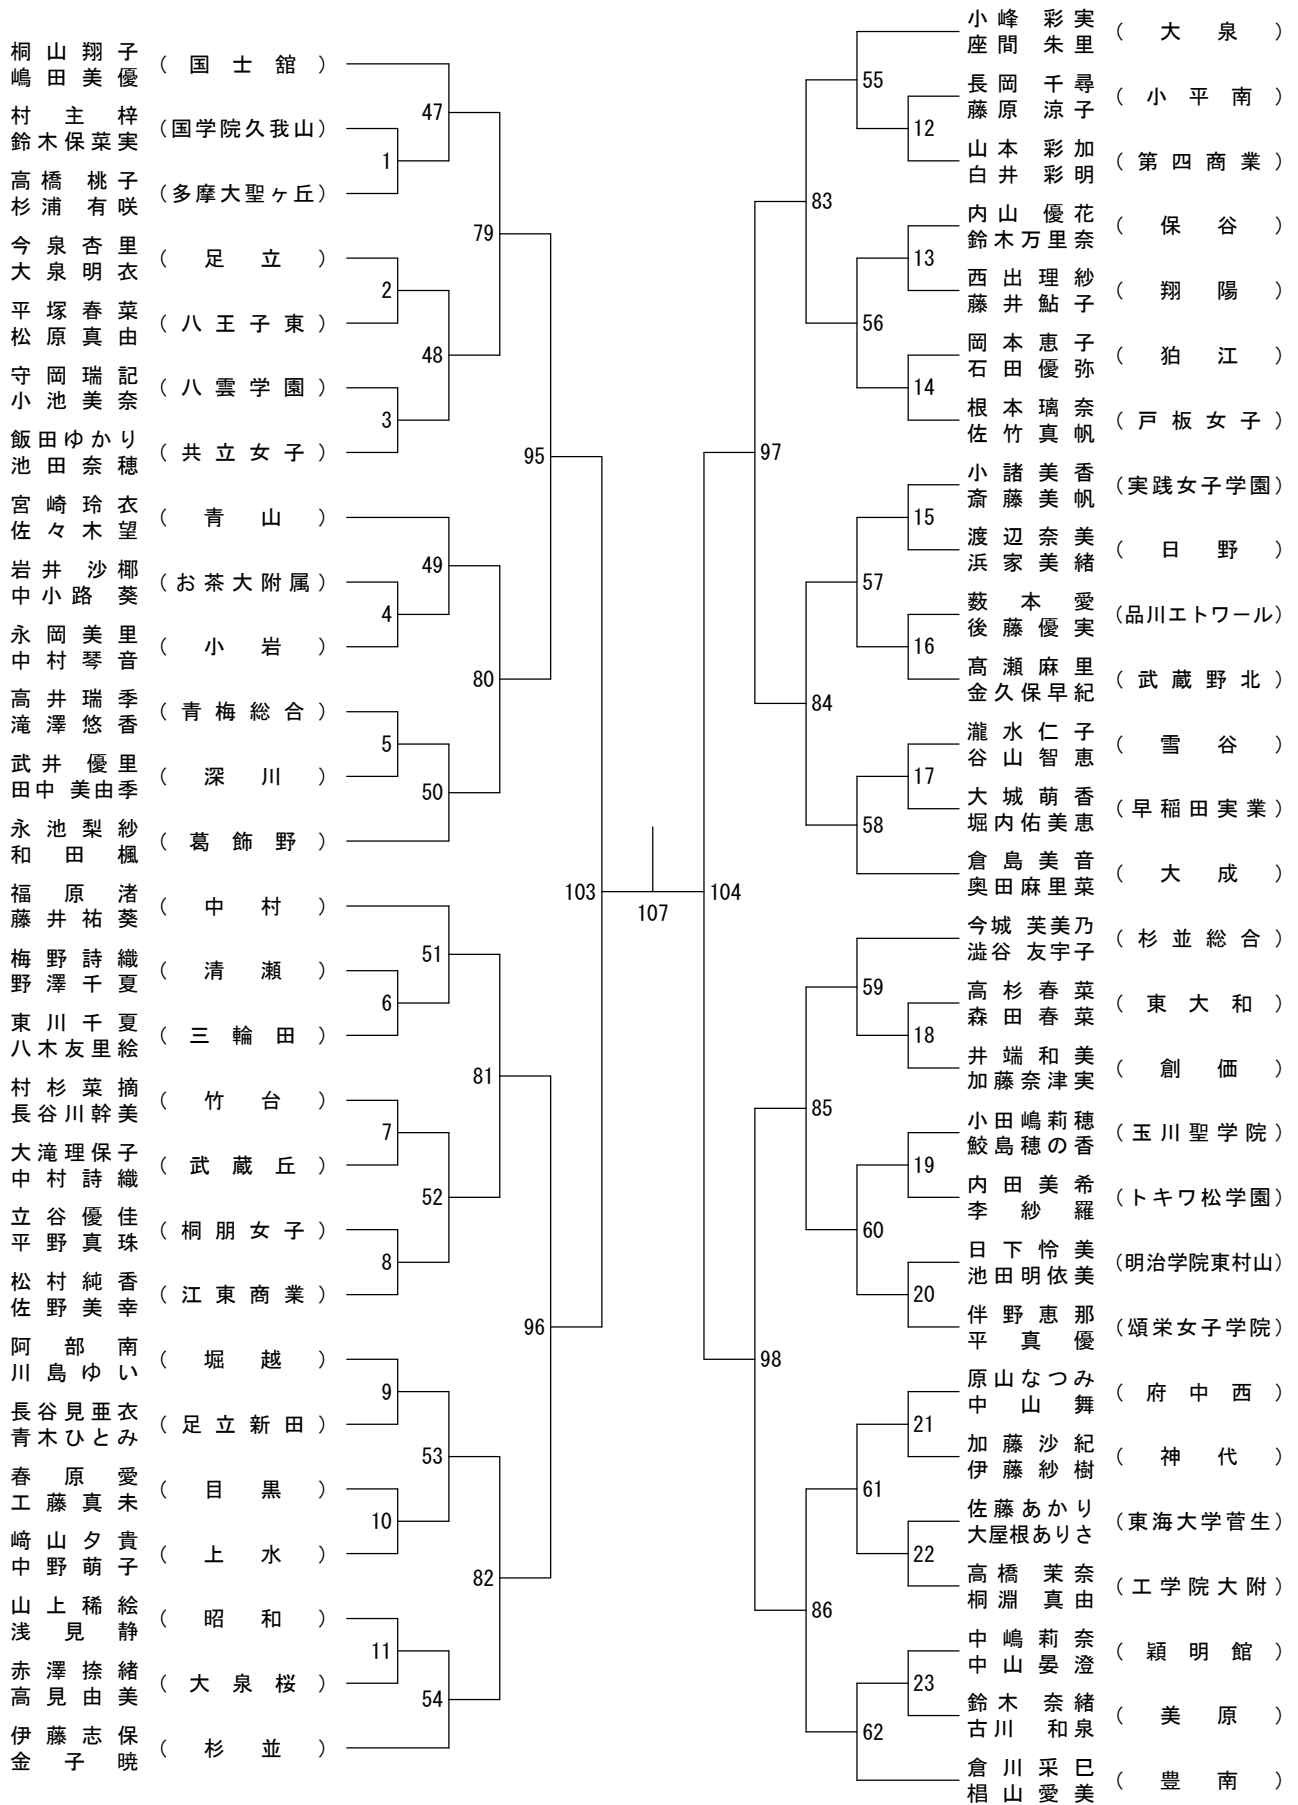 桐山翔子
嶋田美優
(国士舘)
村主梓
鈴木保菜実
(国学院久我山)
高橋桃子
杉浦有咲
(多摩大聖ヶ丘)
今泉杏里
大泉明衣
(足立)
平塚春菜
松原真由
(八王子東)
守岡瑞記
小池美奈
(八雲学園)
飯田ゆかり
池田奈穂
(共立女子)
宮崎玲衣
佐々木望
(青山)
岩井沙椰
中小路葵
(お茶大附属)
永岡美里
中村琴音
(小岩)
高井瑞季
滝澤悠香
(青梅総合)
武井優里
田中美由季
(深川)
永池梨紗
和田楓
(葛飾野)
福原渚
藤井祐葵
(中村)
梅野詩織
野澤千夏
(清瀬)
東川千夏
八木友里絵
(三輪田)
村杉菜摘
長谷川幹美
(竹台)
大滝理保子
中村詩織
(武蔵丘)
立谷優佳
平野真珠
(桐朋女子)
松村純香
佐野美幸
(江東商業)
阿部南
川島ゆい
(堀越)
長谷見亜衣
青木ひとみ
(足立新田)
春原愛
工藤真未
(目黒)
﨑山夕貴
中野萌子
(上水)
山上稀絵
浅見静
(昭和)
赤澤捺緒
高見由美
(大泉桜)
伊藤志保
金子暁
(杉並)
47
1
79
2
48
3
95
49
4
80
5
50
103
51
6
81
7
52
8
96
9
53
10
82
11
54
107
小峰彩実
座間朱里
(大泉)
長岡千尋
藤原涼子
(小平南)
山本彩加
白井彩明
(第四商業)
内山優花
鈴木万里奈
(保谷)
西出理紗
藤井鮎子
(翔陽)
岡本恵子
石田優弥
(狛江)
根本璃奈
佐竹真帆
(戸板女子)
小諸美香
斎藤美帆
(実践女子学園)
渡辺奈美
浜家美緒
(日野)
薮本愛
後藤優実
(品川エトワール)
髙瀬麻里
金久保早紀
(武蔵野北)
瀧水仁子
谷山智恵
(雪谷)
大城萌香
堀内佑美恵
(早稲田実業)
倉島美音
奥田麻里菜
(大成)
今城芙美乃
澁谷友宇子
(杉並総合)
高杉春菜
森田春菜
(東大和)
井端和美
加藤奈津実
(創価)
小田嶋莉穂
鮫島穂の香
(玉川聖学院)
内田美希
李紗羅
(トキワ松学園)
日下怜美
池田明依美
(明治学院東村山)
伴野恵那
平真優
(頌栄女子学院)
原山なつみ
中山舞
(府中西)
加藤沙紀
伊藤紗樹
(神代)
佐藤あかり
大屋根ありさ
(東海大学菅生)
高橋茉奈
桐淵真由
(工学院大附)
中嶋莉奈
中山晏澄
(穎明館)
鈴木奈緒
古川和泉
(美原)
倉川采巳
椙山愛美
(豊南)
55
12
83
13
56
14
97
15
57
16
84
17
58
104
59
18
85
19
60
20
98
21
61
22
86
23
62